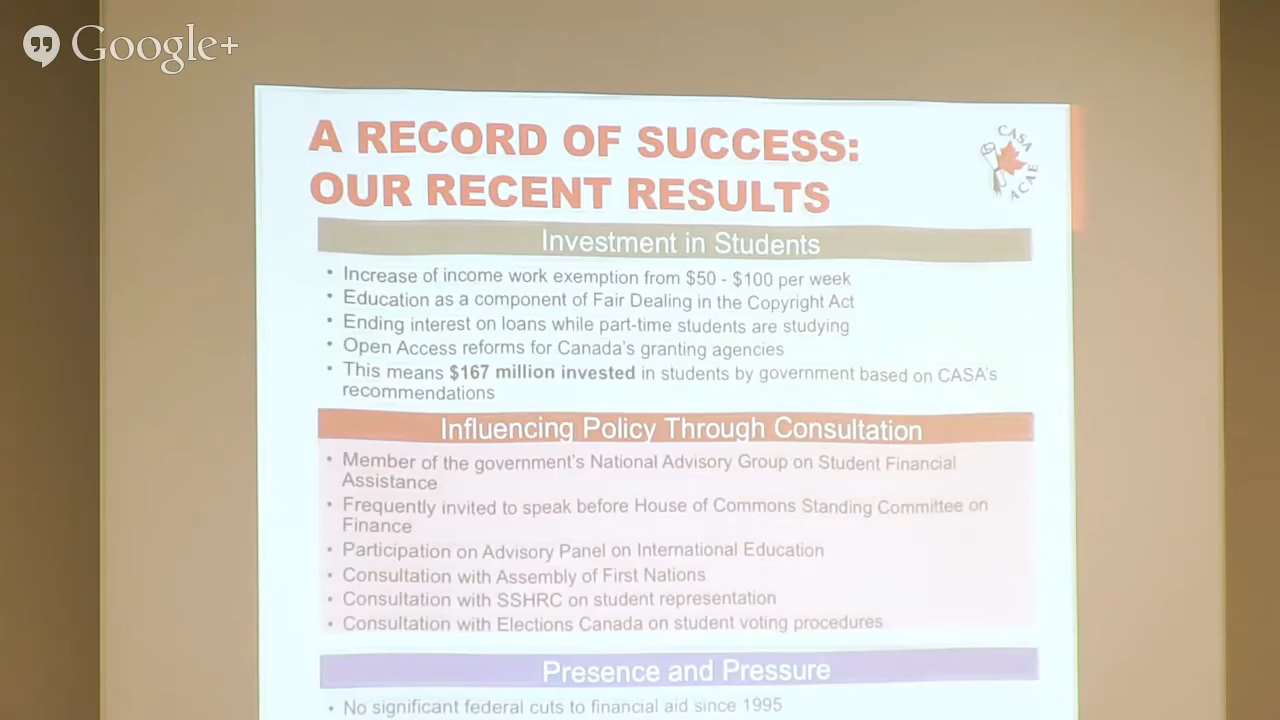 Google+
A RECORD OF SUCCESS:
OUR RECENT RESULTS
CASA
ACAE
Investment in Students
• Increase of income work exemption from $50 - $100 per week
• Education as a component of Fair Dealing in the Copyright Act
• Ending interest on loans while part-time students are studying
• Open Access reforms for Canada's granting agencies
• This means $167 million invested in students by government based on CASA's
recommendations
Influencing Policy Through Consultation
• Member of the government's National Advisory Group on Student Financial
Assistance
• Frequently invited to speak before House of Commons Standing Committee on
Finance
• Participation on Advisory Panel on International Education
• Consultation with Assembly of First Nations
• Consultation with SSHRC on student representation
• Consultation with Elections Canada on student voting procedures
Presence and Pressure
• No significant federal cuts to financial aid since 1995